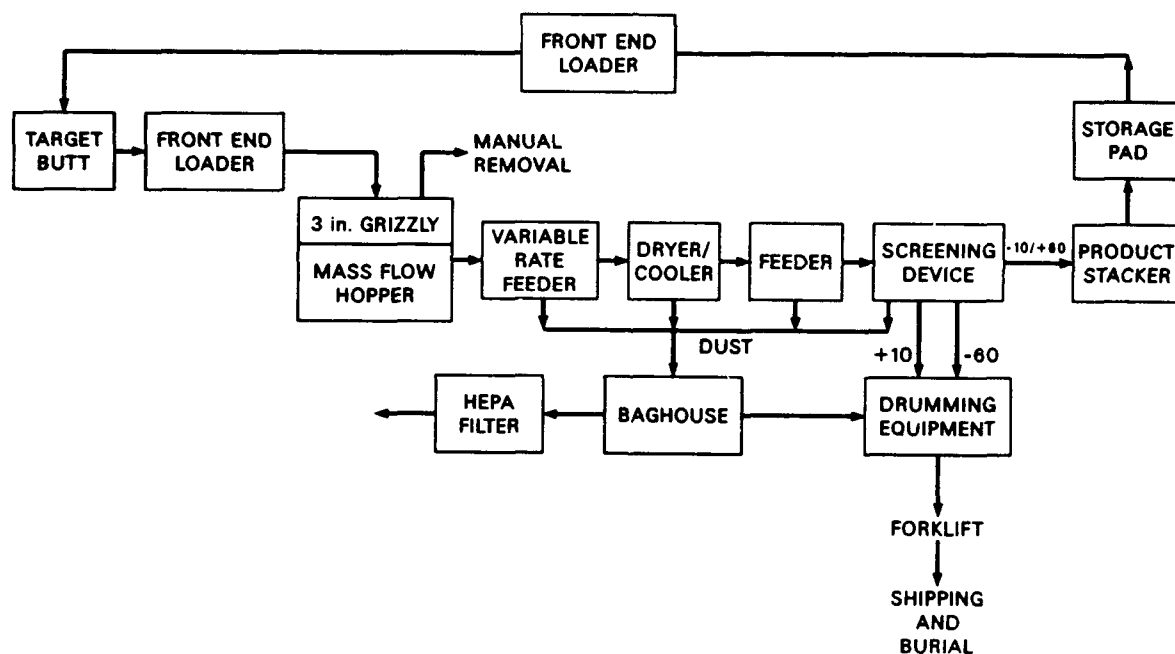 FRONT END
LOADER
TARGET
BUTT
FRONT END
LOADER
MANUAL
REMOVAL
STORAGE
PAD
3 in. GRIZZLY
MASS FLOW
HOPPER
VARIABLE
RATE
FEEDER
DRYER/
COOLER
FEEDER
SCREENING
DEVICE
-10/+60
PRODUCT
STACKER
DUST
+10
-60
HEPA
FILTER
BAGHOUSE
DRUMMING
EQUIPMENT
FORKLIFT
SHIPPING
AND
BURIAL